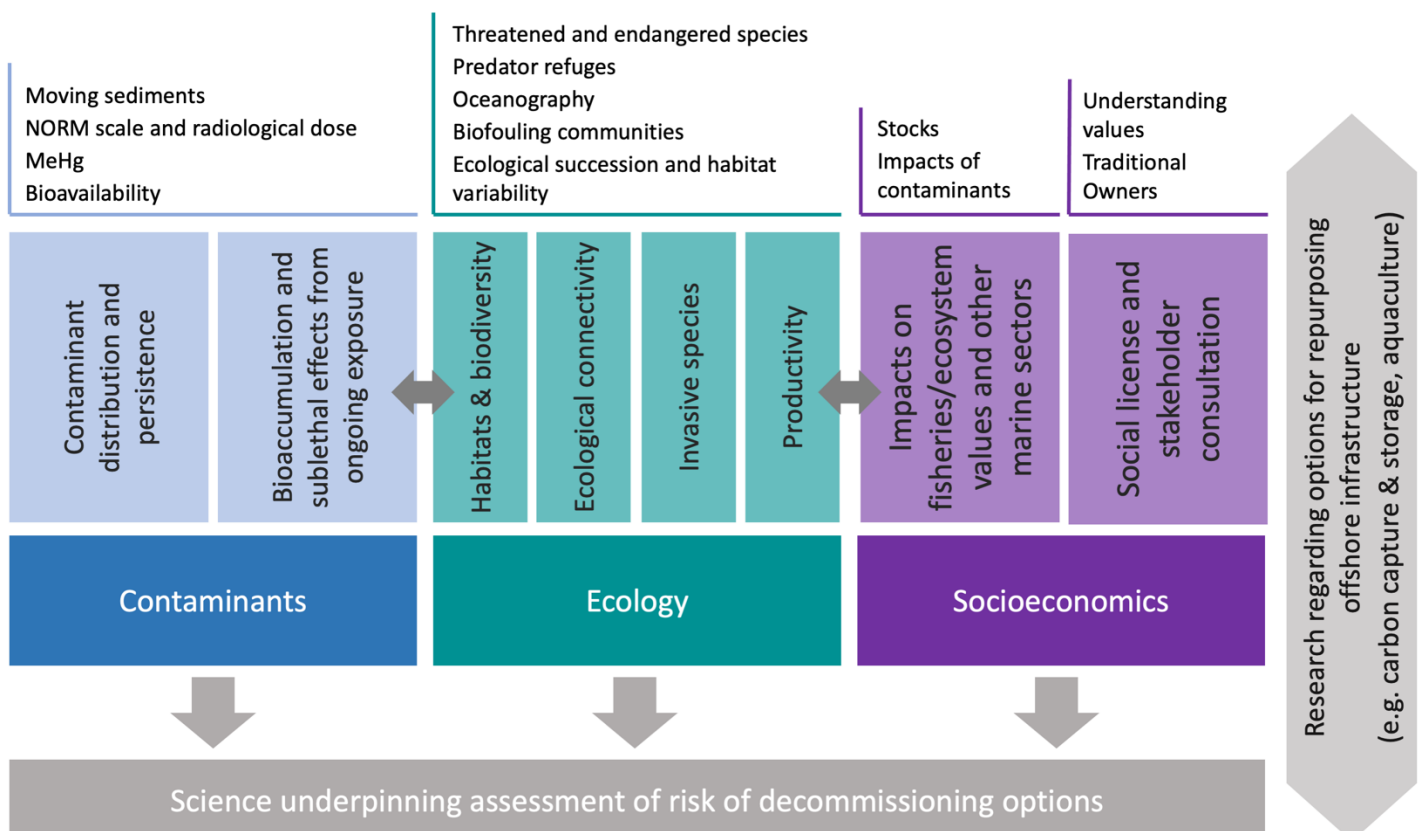 Moving sediments
NORM scale and radiological dose
MeHg
Bioavailability
Threatened and endangered species
Predator refuges
Oceanography
Biofouling communities
Ecological succession and habitat
variability
Stocks
Impacts of
contaminants
Understanding
values
Traditional
Owners
Contaminant
distribution and
persistence
Bioaccumulation and
sublethal effects from
ongoing exposure
Habitats & biodiversity
Ecological connectivity
Invasive species
Productivity
Impacts on
fisheries/ecosystem
values and other
marine sectors
Social license and
stakeholder
consultation
Contaminants
Ecology
Socioeconomics
Science underpinning assessment of risk of decommissioning options
Research regarding options for repurposing
offshore infrastructure
(e.g. carbon capture & storage, aquaculture)